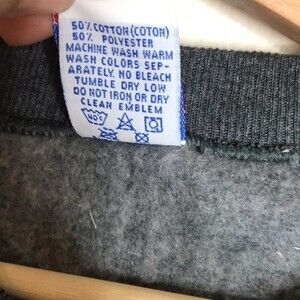 50% COTTON (COTON)
50% POLYESTER
MACHINE WASH WARM
WASH COLORS SEP-
ARATELY. NO BLEACH
TUMBLE DRY LOW
DO NOT IRON OR DRY
CLEAN EMBLEM
40°C